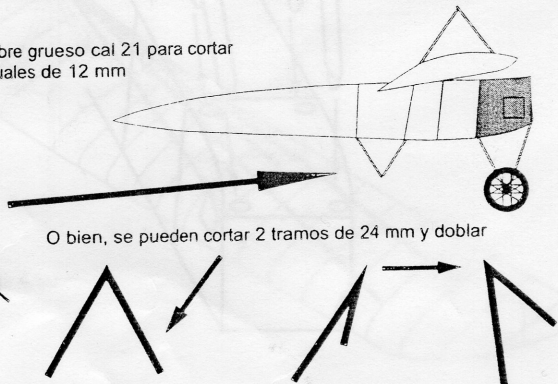 bre grueso cal 21 para cortar
uales de 12 mm
O bien, se pueden cortar 2 tramos de 24 mm y doblar